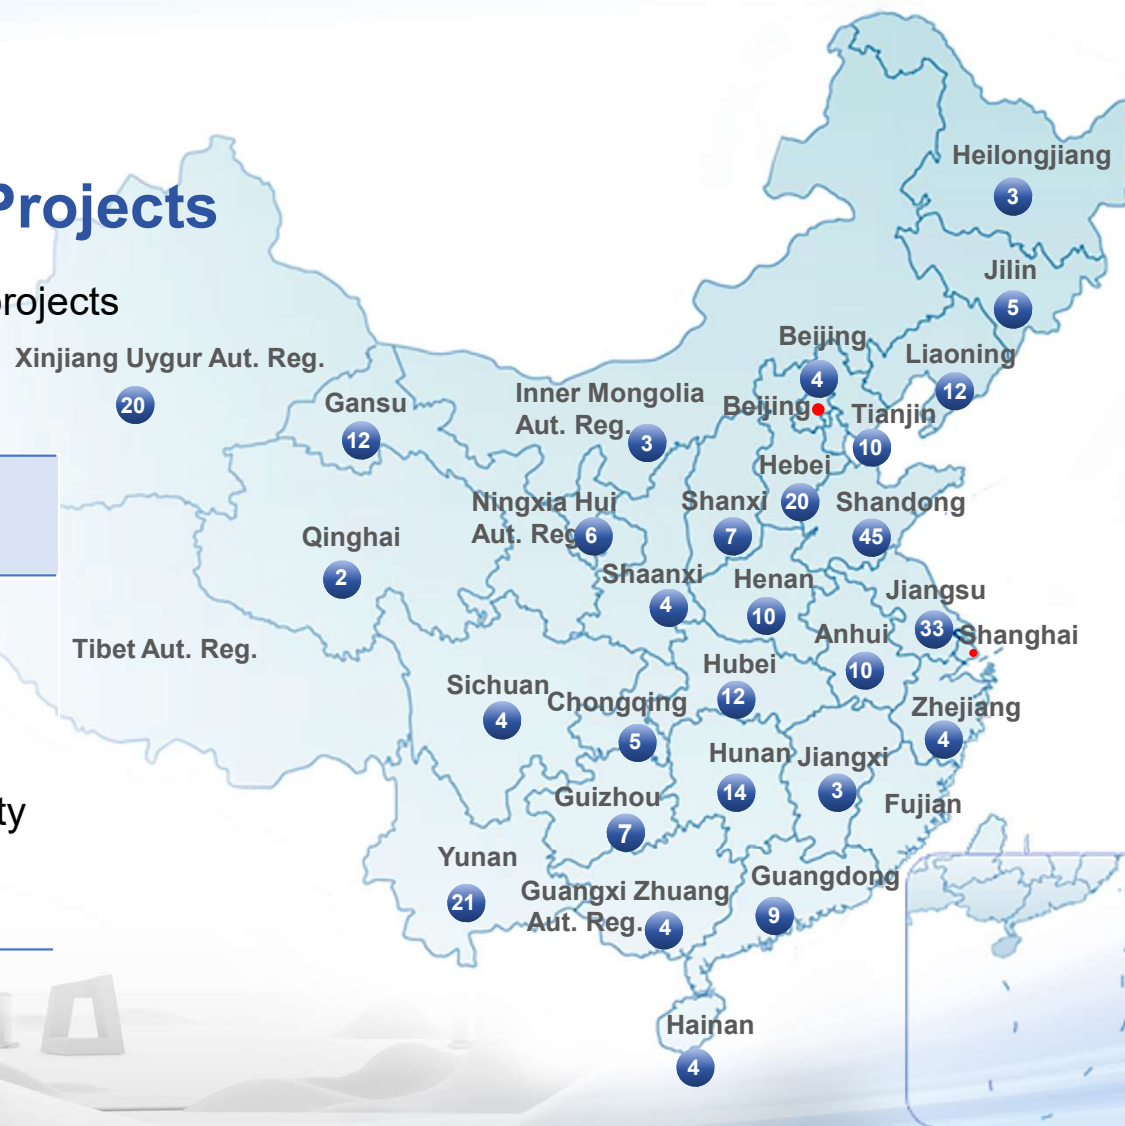 Projects
projects
Heilongjiang
3
Jilin
5
Beijing
4
Liaoning
12
Xinjiang Uygur Aut. Reg.
20
Gansu
12
Inner Mongolia
Aut. Reg.
3
Beijing
Tianjin
10
Hebei
20
Shanxi
7
Shandong
45
Ningxia Hui
Aut. Reg
6
Qinghai
2
Shaanxi
4
Henan
10
Jiangsu
33
Shanghai
Anhui
10
Tibet Aut. Reg.
Hubei
12
Sichuan
4
Chongqing
5
Zhejiang
4
Hunan
14
Jiangxi
3
Fujian
Guizhou
7
ty
Yunan
21
Guangxi Zhuang
Aut. Reg.
4
Guangdong
9
Hainan
4